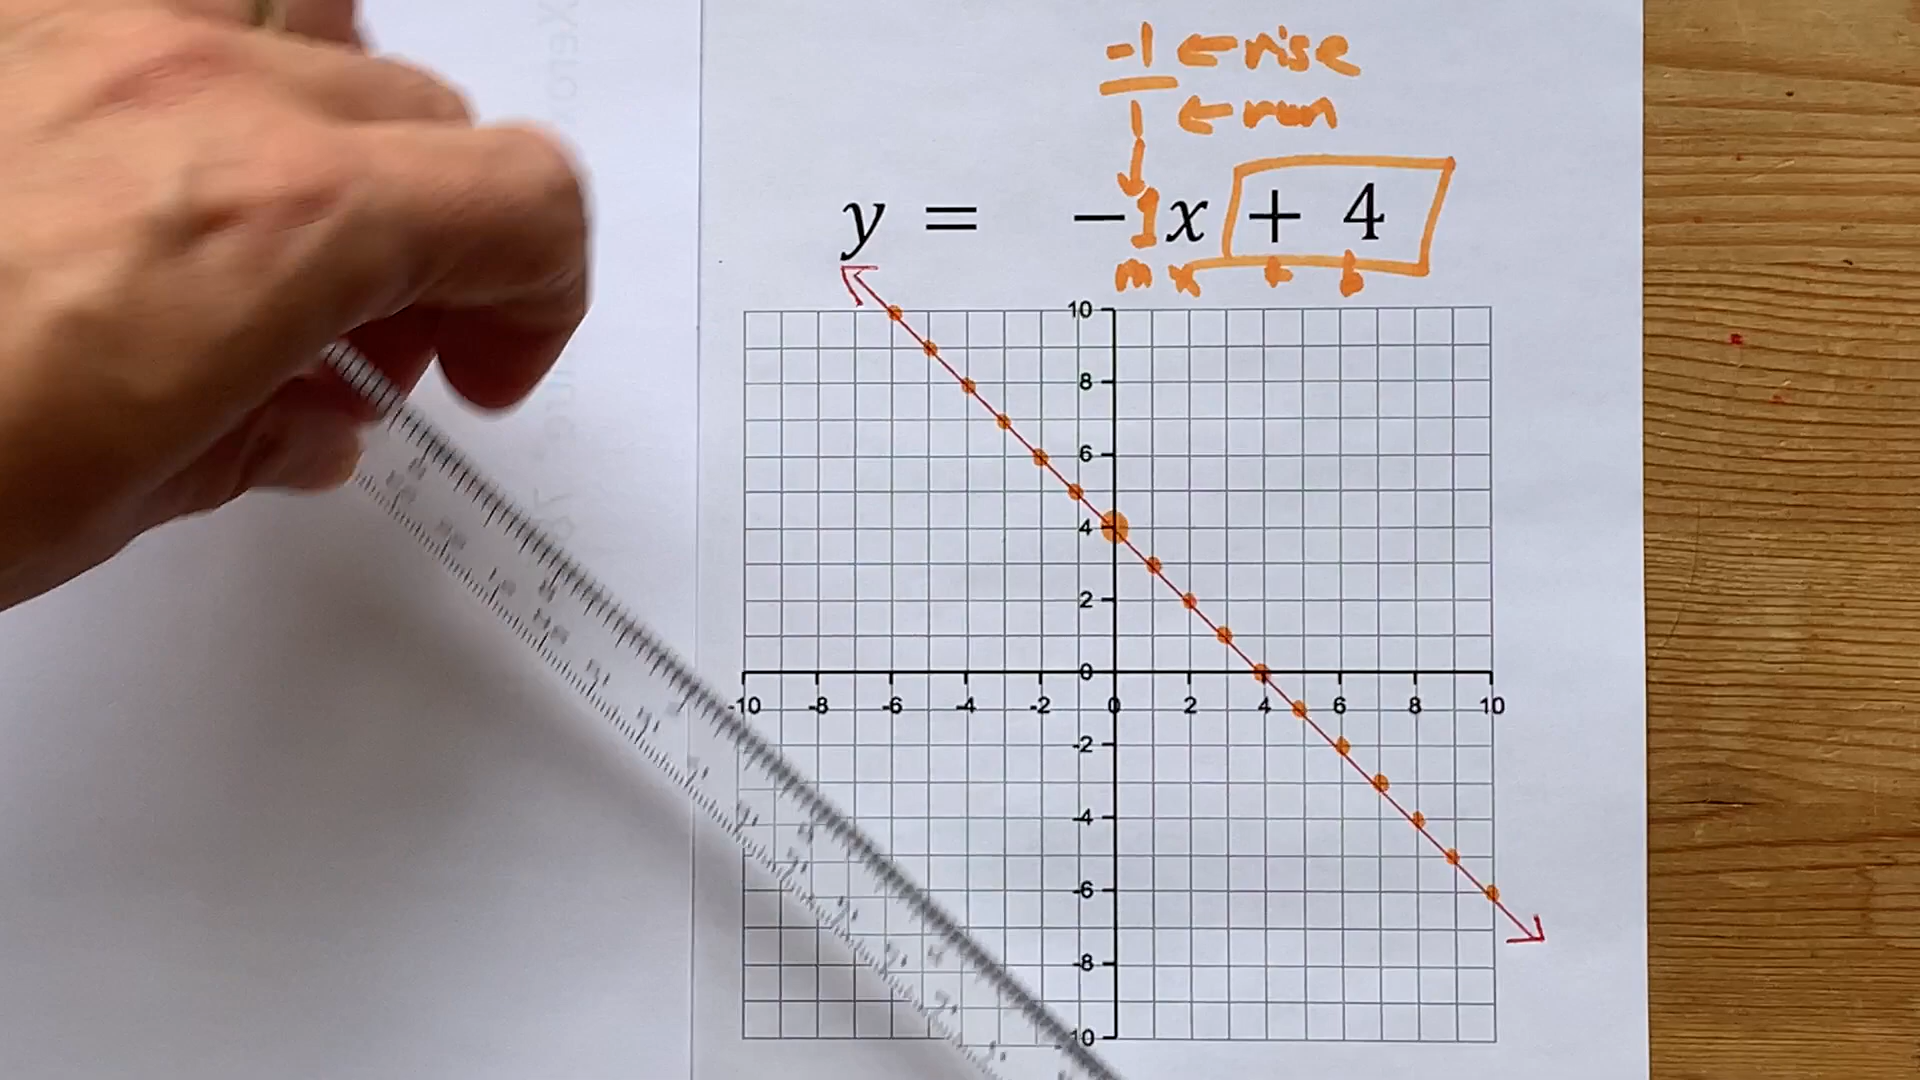 -1 ← rise
1 ← run
y = −1x + 4
m x + b
10
8
6
4
2
0
-10 -8 -6 -4 -2 0 2 4 6 8 10
-2
-4
-6
-8
10